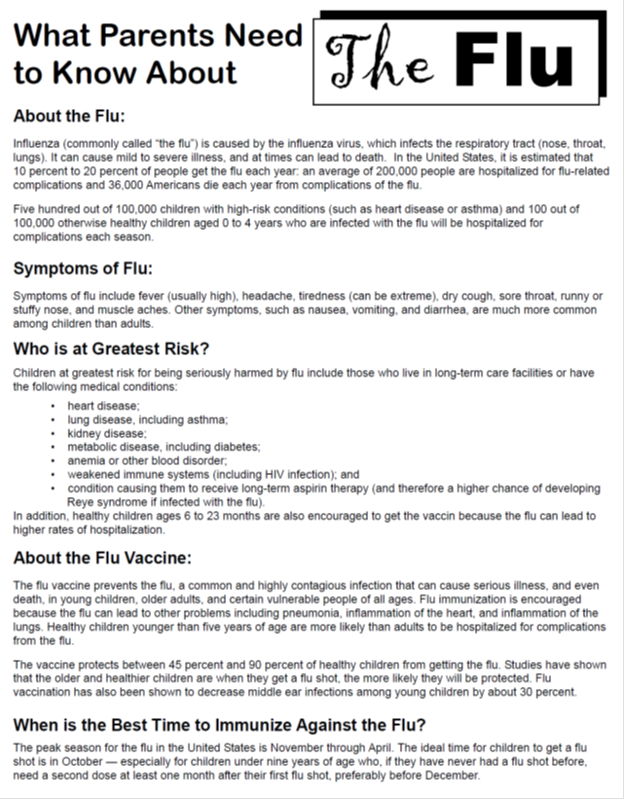 What Parents Need
to Know About
The Flu
About the Flu:
Influenza (commonly called “the flu”) is caused by the influenza virus, which infects the respiratory tract (nose, throat,
lungs). It can cause mild to severe illness, and at times can lead to death.  In the United States, it is estimated that
10 percent to 20 percent of people get the flu each year: an average of 200,000 people are hospitalized for flu-related
complications and 36,000 Americans die each year from complications of the flu.
Five hundred out of 100,000 children with high-risk conditions (such as heart disease or asthma) and 100 out of
100,000 otherwise healthy children aged 0 to 4 years who are infected with the flu will be hospitalized for
complications each season.
Symptoms of Flu:
Symptoms of flu include fever (usually high), headache, tiredness (can be extreme), dry cough, sore throat, runny or
stuffy nose, and muscle aches. Other symptoms, such as nausea, vomiting, and diarrhea, are much more common
among children than adults.
Who is at Greatest Risk?
Children at greatest risk for being seriously harmed by flu include those who live in long-term care facilities or have
the following medical conditions:
• heart disease;
• lung disease, including asthma;
• kidney disease;
• metabolic disease, including diabetes;
• anemia or other blood disorder;
• weakened immune systems (including HIV infection); and
• condition causing them to receive long-term aspirin therapy (and therefore a higher chance of developing
Reye syndrome if infected with the flu).
In addition, healthy children ages 6 to 23 months are also encouraged to get the vaccin because the flu can lead to
higher rates of hospitalization.
About the Flu Vaccine:
The flu vaccine prevents the flu, a common and highly contagious infection that can cause serious illness, and even
death, in young children, older adults, and certain vulnerable people of all ages. Flu immunization is encouraged
because the flu can lead to other problems including pneumonia, inflammation of the heart, and inflammation of the
lungs. Healthy children younger than five years of age are more likely than adults to be hospitalized for complications
from the flu.
The vaccine protects between 45 percent and 90 percent of healthy children from getting the flu. Studies have shown
that the older and healthier children are when they get a flu shot, the more likely they will be protected. Flu
vaccination has also been shown to decrease middle ear infections among young children by about 30 percent.
When is the Best Time to Immunize Against the Flu?
The peak season for the flu in the United States is November through April. The ideal time for children to get a flu
shot is in October — especially for children under nine years of age who, if they have never had a flu shot before,
need a second dose at least one month after their first flu shot, preferably before December.